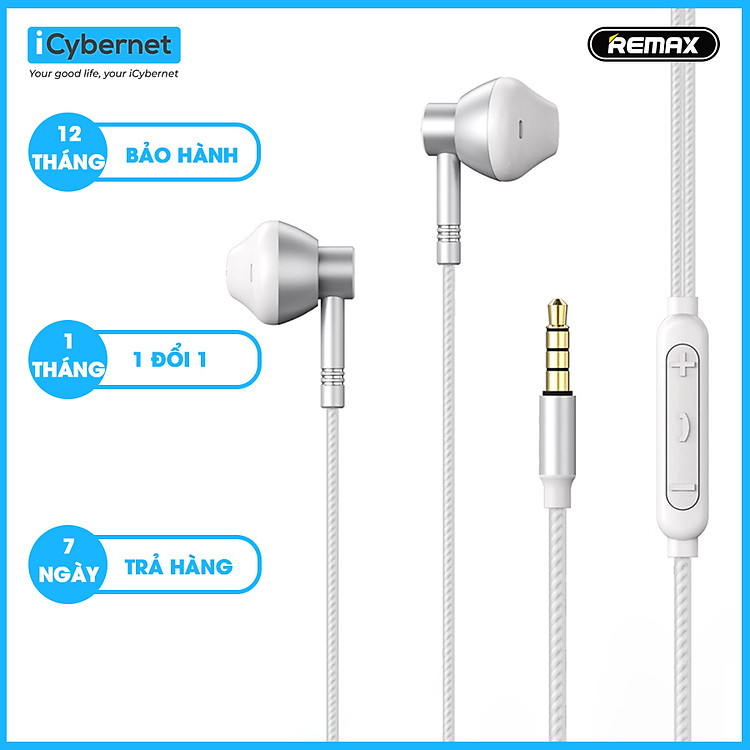 iCybernet
Your good life, your iCybernet
REMAX
12
THÁNG
BẢO HÀNH
1
THÁNG
1 ĐỔI 1
7
NGÀY
TRẢ HÀNG